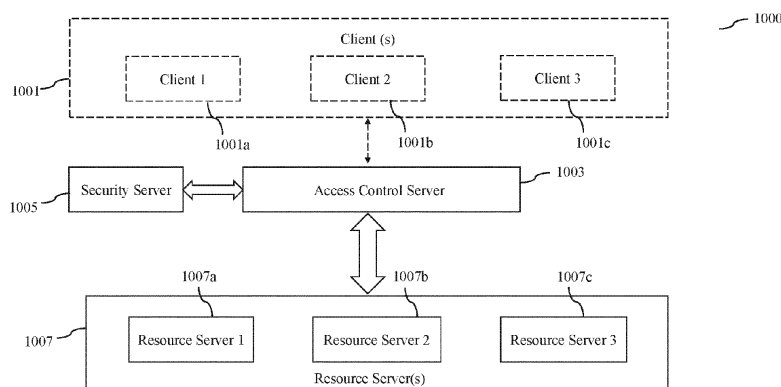 1000
Client (s)
Client 1
Client 2
Client 3
1001
1001a
1001b
1001c
1003
Security Server
Access Control Server
1005
1007a
1007b
1007c
Resource Server 1
Resource Server 2
Resource Server 3
1007
Resource Server(s)